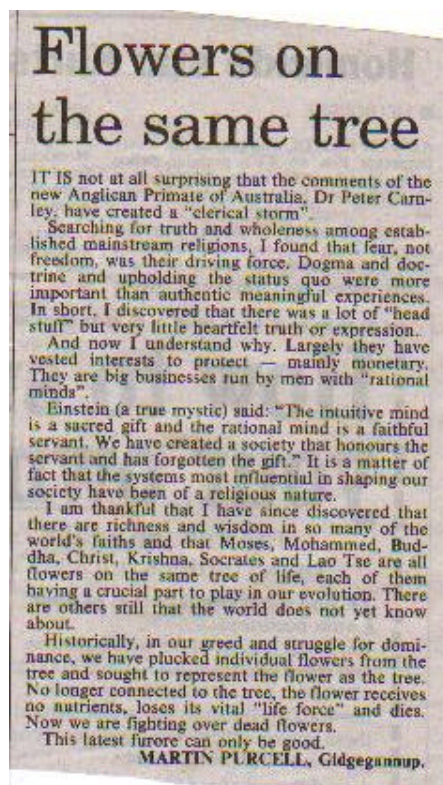 Flowers on
the same tree
IT IS not at all surprising that the comments of the
new Anglican Primate of Australia, Dr Peter Carn-
ley, have created a "clerical storm".
Searching for truth and wholeness among estab-
lished mainstream religions, I found that fear, not
freedom, was their driving force. Dogma and doc-
trine and upholding the status quo were more
important than authentic meaningful experiences.
In short, I discovered that there was a lot of "head
stuff" but very little heartfelt truth or expression.
And now I understand why. Largely they have
vested interests to protect — mainly monetary.
They are big businesses run by men with "rational
minds".
Einstein (a true mystic) said: "The intuitive mind
is a sacred gift and the rational mind is a faithful
servant. We have created a society that honours the
servant and has forgotten the gift." It is a matter of
fact that the systems most influential in shaping our
society have been of a religious nature.
I am thankful that I have since discovered that
there are richness and wisdom in so many of the
world's faiths and that Moses, Mohammed, Bud-
dha, Christ, Krishna, Socrates and Lao Tse are all
flowers on the same tree of life, each of them
having a crucial part to play in our evolution. There
are others still that the world does not yet know
about.
Historically, in our greed and struggle for domi-
nance, we have plucked individual flowers from the
tree and sought to represent the flower as the tree.
No longer connected to the tree, the flower receives
no nutrients, loses its vital "life force" and dies.
Now we are fighting over dead flowers.
This latest furore can only be good.
MARTIN PURCELL, Gidgegannup.